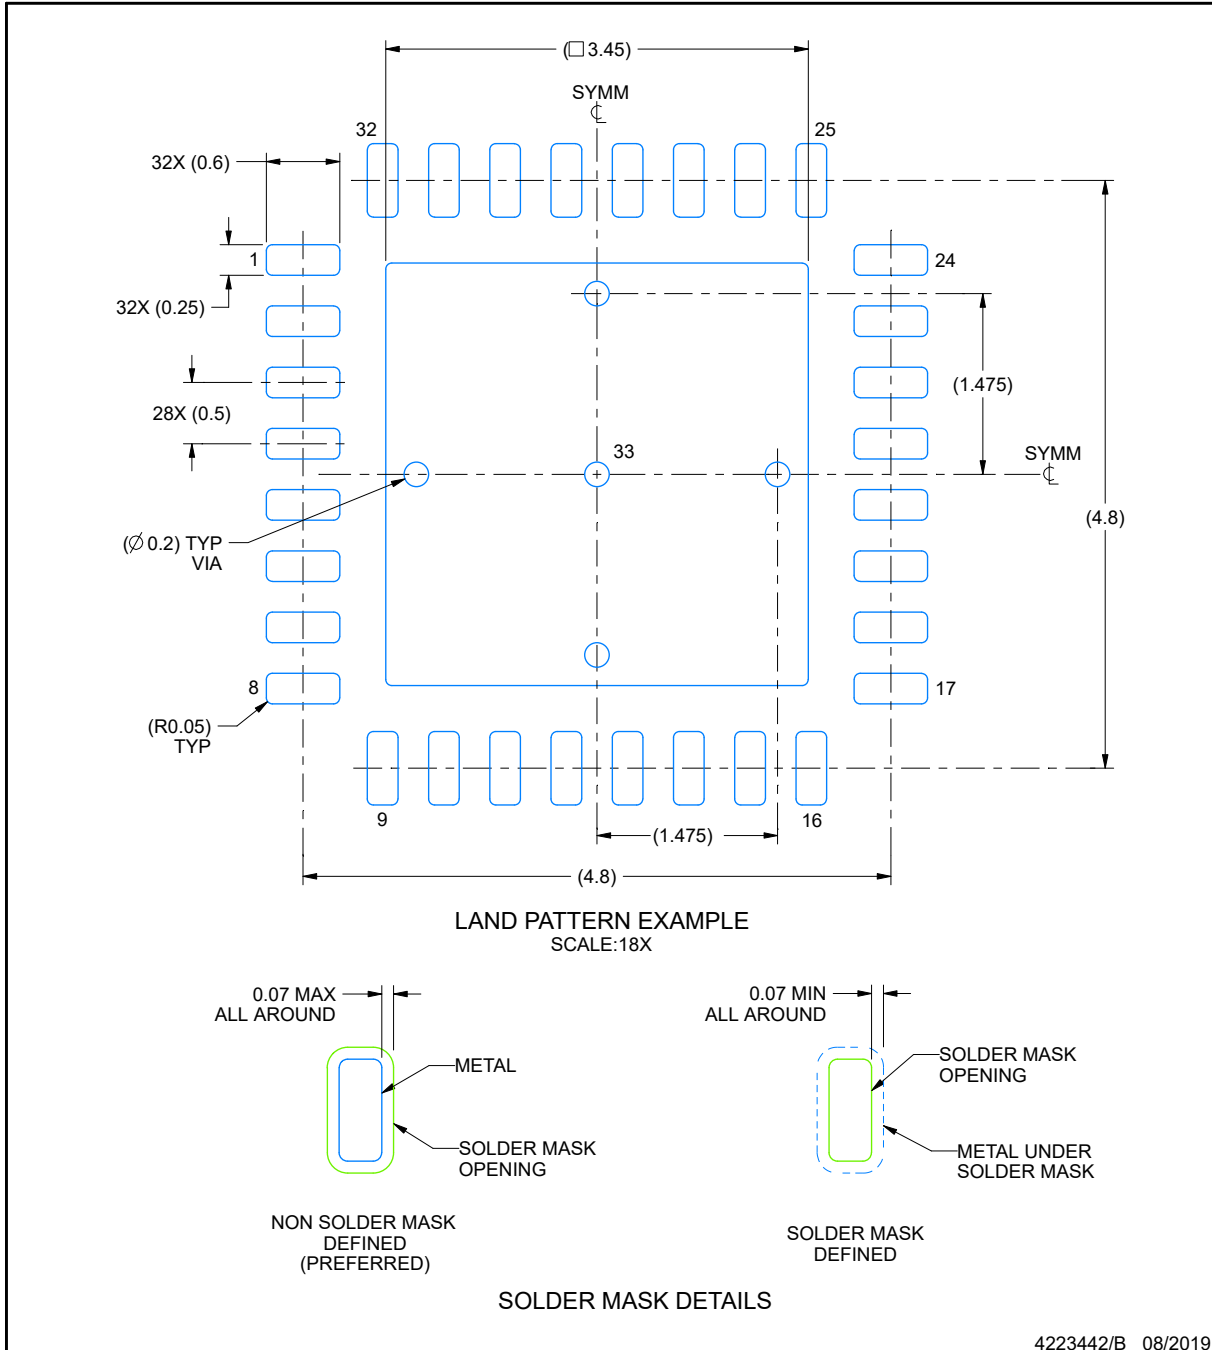 (□ 3.45)
SYMM
℄
32
25
32X (0.6)
1
24
32X (0.25)
(1.475)
28X (0.5)
33
SYMM
℄
(4.8)
(Ø 0.2) TYP
VIA
8
17
(R0.05)
TYP
9
16
(1.475)
(4.8)
LAND PATTERN EXAMPLE
SCALE:18X
0.07 MAX
ALL AROUND
METAL
SOLDER MASK
OPENING
NON SOLDER MASK
DEFINED
(PREFERRED)
0.07 MIN
ALL AROUND
SOLDER MASK
OPENING
METAL UNDER
SOLDER MASK
SOLDER MASK
DEFINED
SOLDER MASK DETAILS
4223442/B 08/2019